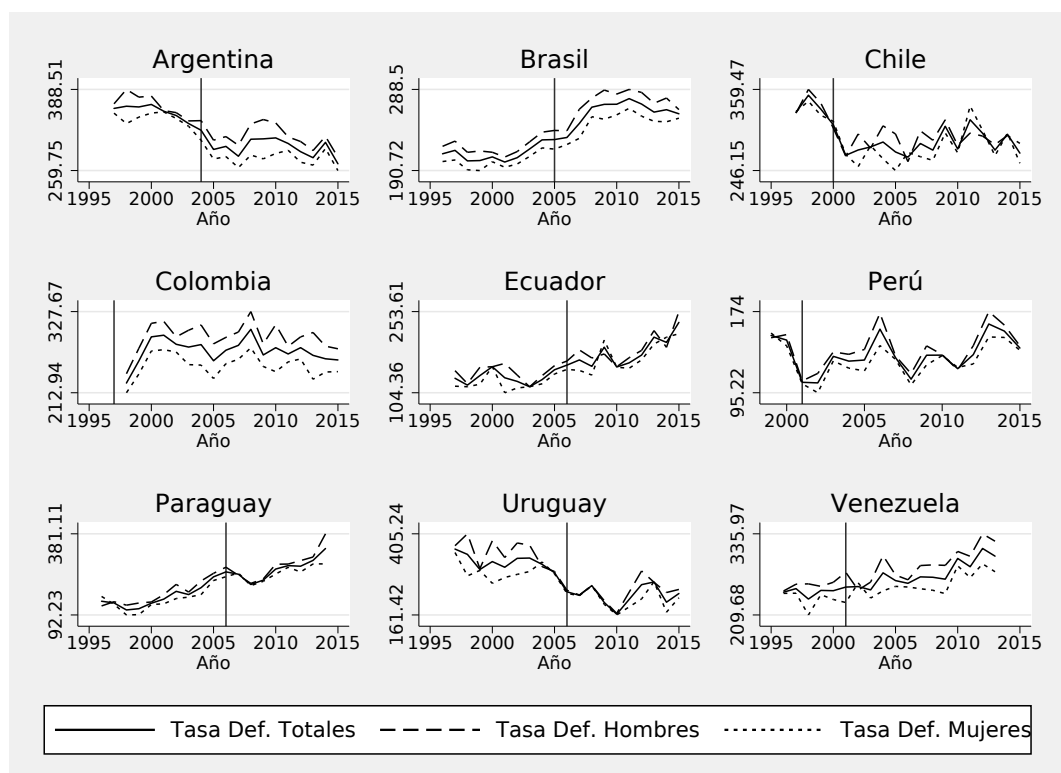 Argentina
388.51
259.75
1995 2000 2005 2010 2015
Año
Brasil
288.5
190.72
1995 2000 2005 2010 2015
Año
Chile
359.47
246.15
1995 2000 2005 2010 2015
Año
Colombia
327.67
212.94
1995 2000 2005 2010 2015
Año
Ecuador
253.61
104.36
1995 2000 2005 2010 2015
Año
Perú
174
95.22
2000 2005 2010 2015
Año
Paraguay
381.11
92.23
1995 2000 2005 2010 2015
Año
Uruguay
405.24
161.42
1995 2000 2005 2010 2015
Año
Venezuela
335.97
209.68
1995 2000 2005 2010 2015
Año
Tasa Def. Totales Tasa Def. Hombres Tasa Def. Mujeres